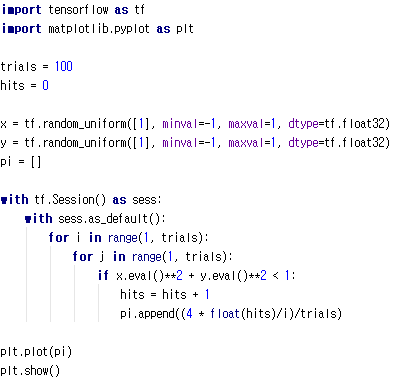 import tensorflow as tf
import matplotlib.pyplot as plt

trials = 100
hits = 0

x = tf.random_uniform([1], minval=-1, maxval=1, dtype=tf.float32)
y = tf.random_uniform([1], minval=-1, maxval=1, dtype=tf.float32)
pi = []

with tf.Session() as sess:
    with sess.as_default():
        for i in range(1, trials):
            for j in range(1, trials):
                if x.eval()**2 + y.eval()**2 < 1:
                    hits = hits + 1
                    pi.append((4 * float(hits)/i)/trials)

plt.plot(pi)
plt.show()